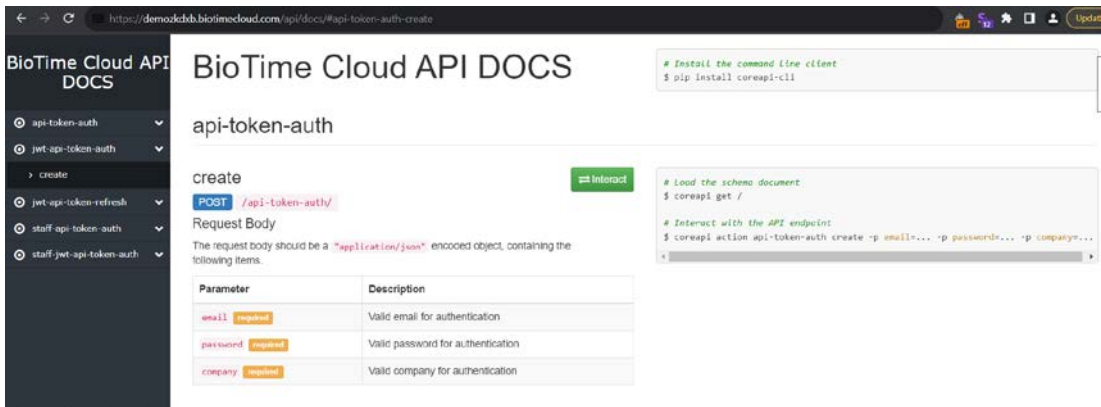 https://demozkdxb.biotimecloud.com/api/docs/#api-token-auth-create
Updat
BioTime Cloud API
DOCS
api-token-auth
jwt-api-token-auth
> create
jwt-api-token-refresh
staff-api-token-auth
staff-jwt-api-token-auth
BioTime Cloud API DOCS
api-token-auth
create
Interact
POST /api-token-auth/
Request Body
The request body should be a "application/json" encoded object, containing the
following items.
Parameter Description
email required Valid email for authentication
password required Valid password for authentication
company required Valid company for authentication
# Install the command line client
$ pip install coreapi-cli
# Load the schema document
$ coreapi get /
# Interact with the API endpoint
$ coreapi action api-token-auth create -p email=... -p password=... -p company=...